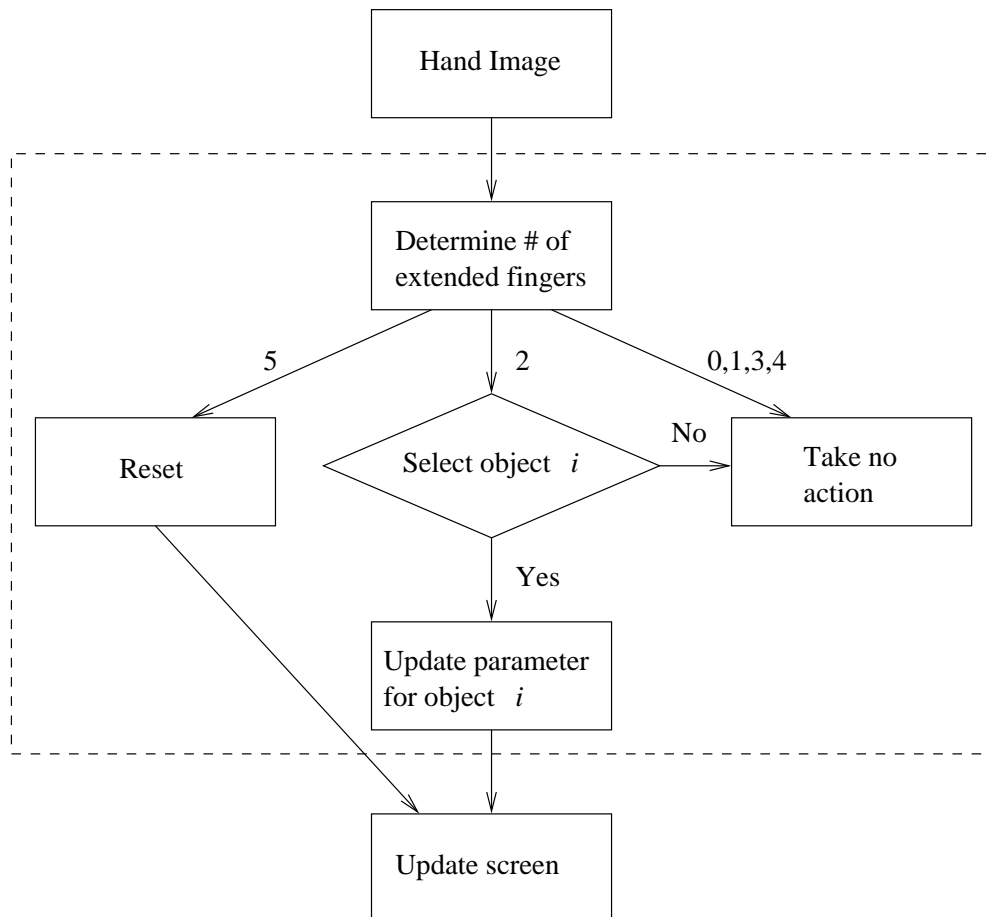 Hand Image
Determine # of
extended fingers
5
2
0,1,3,4
Reset
Select object i
No
Take no
action
Yes
Update parameter
for object i
Update screen